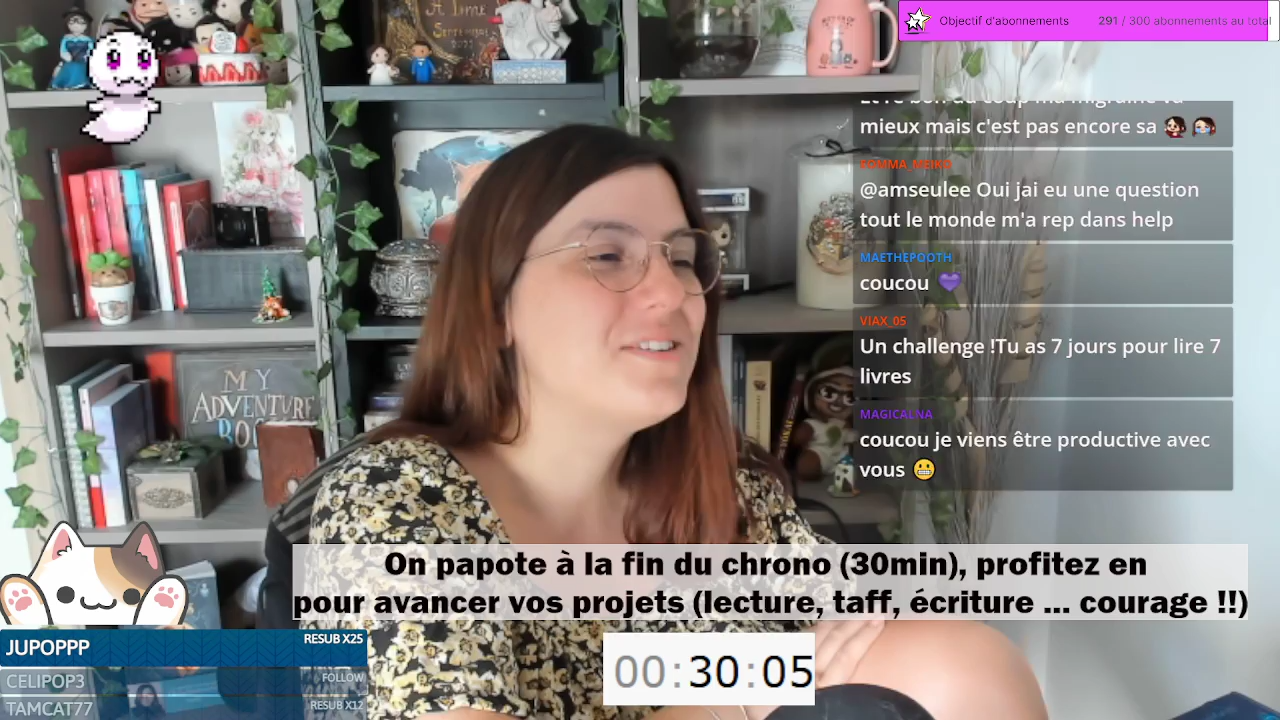 Objectif d'abonnements
291 / 300 abonnements au total
mieux mais c'est pas encore sa
@amseulee Oui jai eu une question
tout le monde m'a rep dans help
MAETHEPOOTH
coucou
VIAX_05
Un challenge !Tu as 7 jours pour lire 7
livres
MAGICALNA
coucou je viens être productive avec
vous
MY
ADVENTURE
BOOK
On papote à la fin du chrono (30min), profitez en
pour avancer vos projets (lecture, taff, écriture ... courage !!)
00:30:05
JUPOPPP
RESUB X25
CELIPOP3
FOLLOW
TAMCAT77
RESUB X12